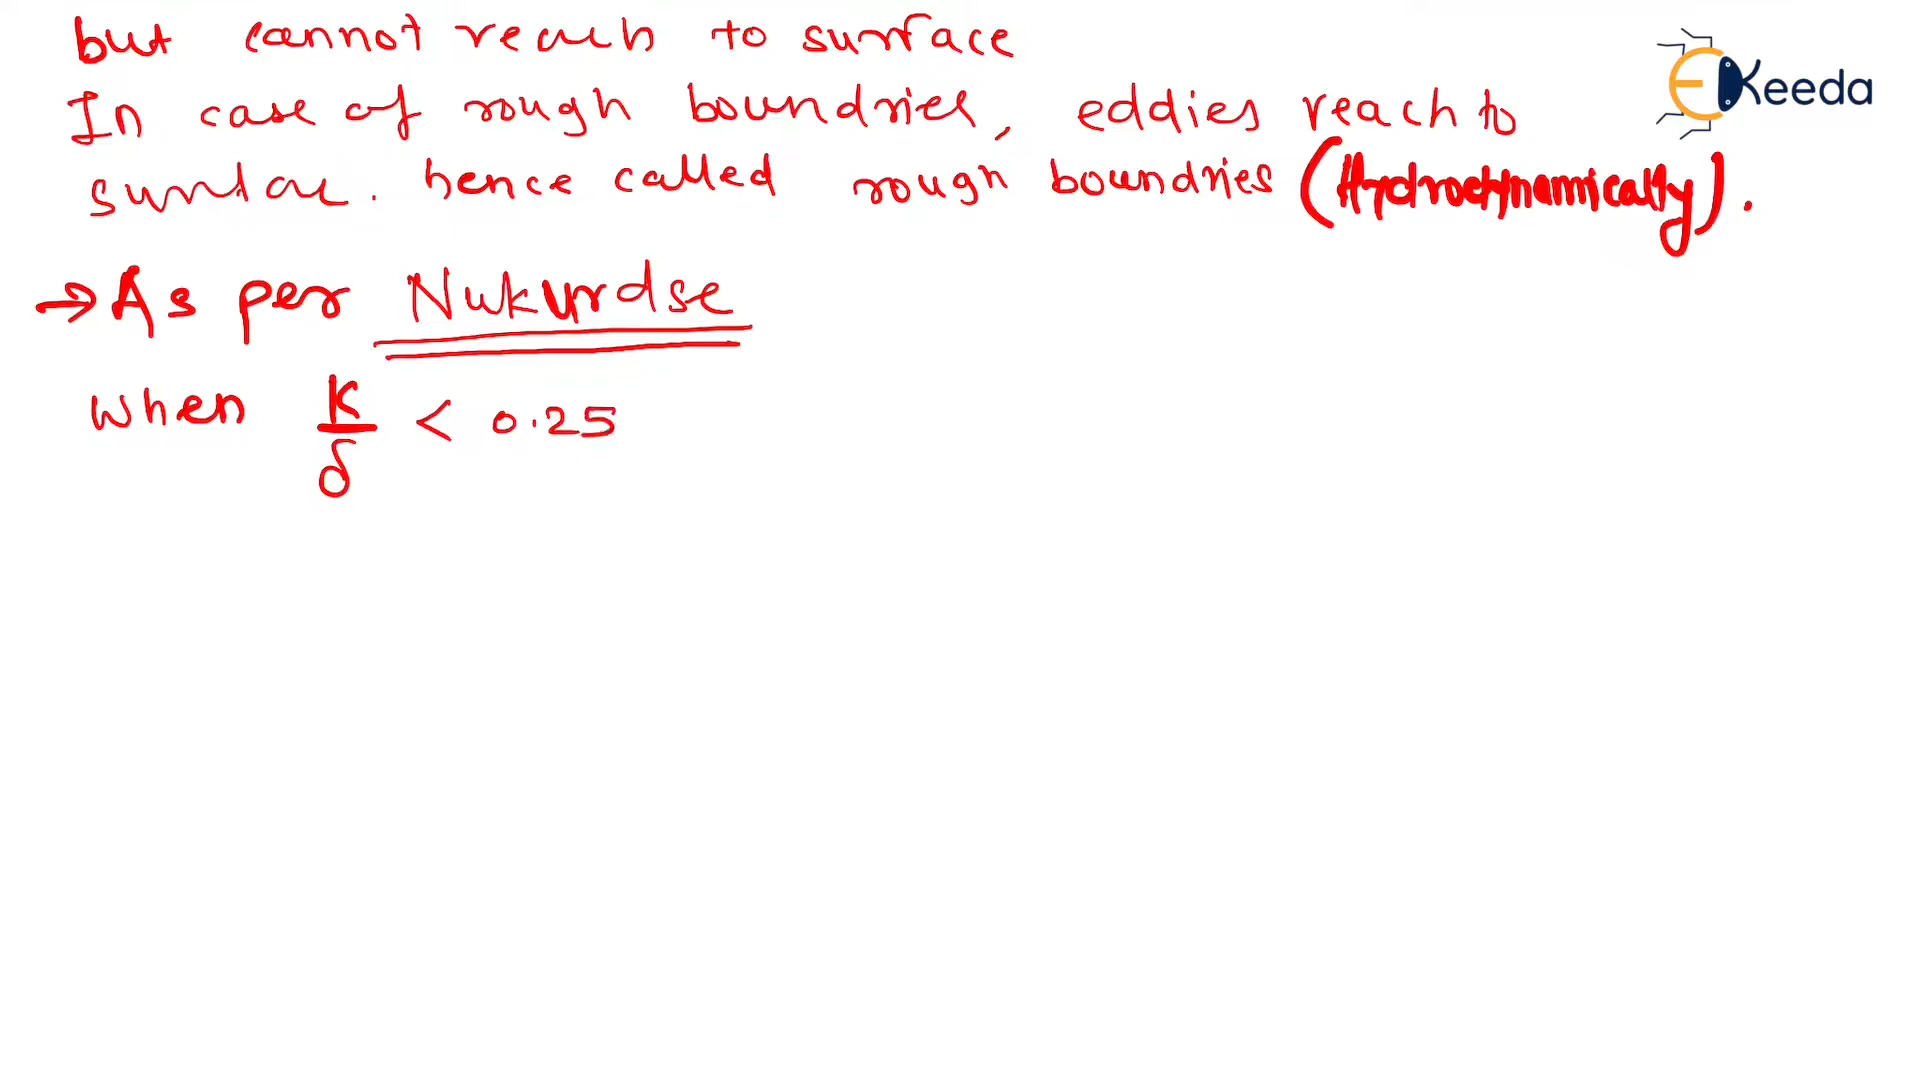 but cannot reach to surface
EKeeda
In case of rough boundries, eddies reach to
surface. hence called rough boundries (Hydrodynamically).
→ As per Nukurdse
when K/δ < 0.25